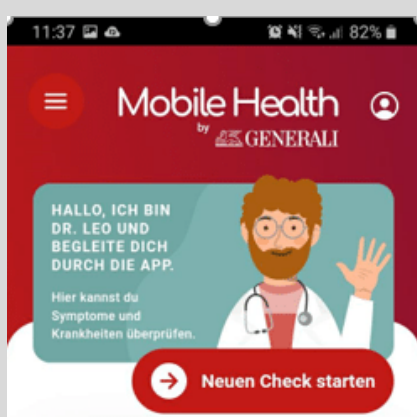 11:37 82%
Mobile Health
by GENERALI
HALLO, ICH BIN
DR. LEO UND
BEGLEITE DICH
DURCH DIE APP.
Hier kannst du
Symptome und
Krankheiten überprüfen.
Neuen Check starten